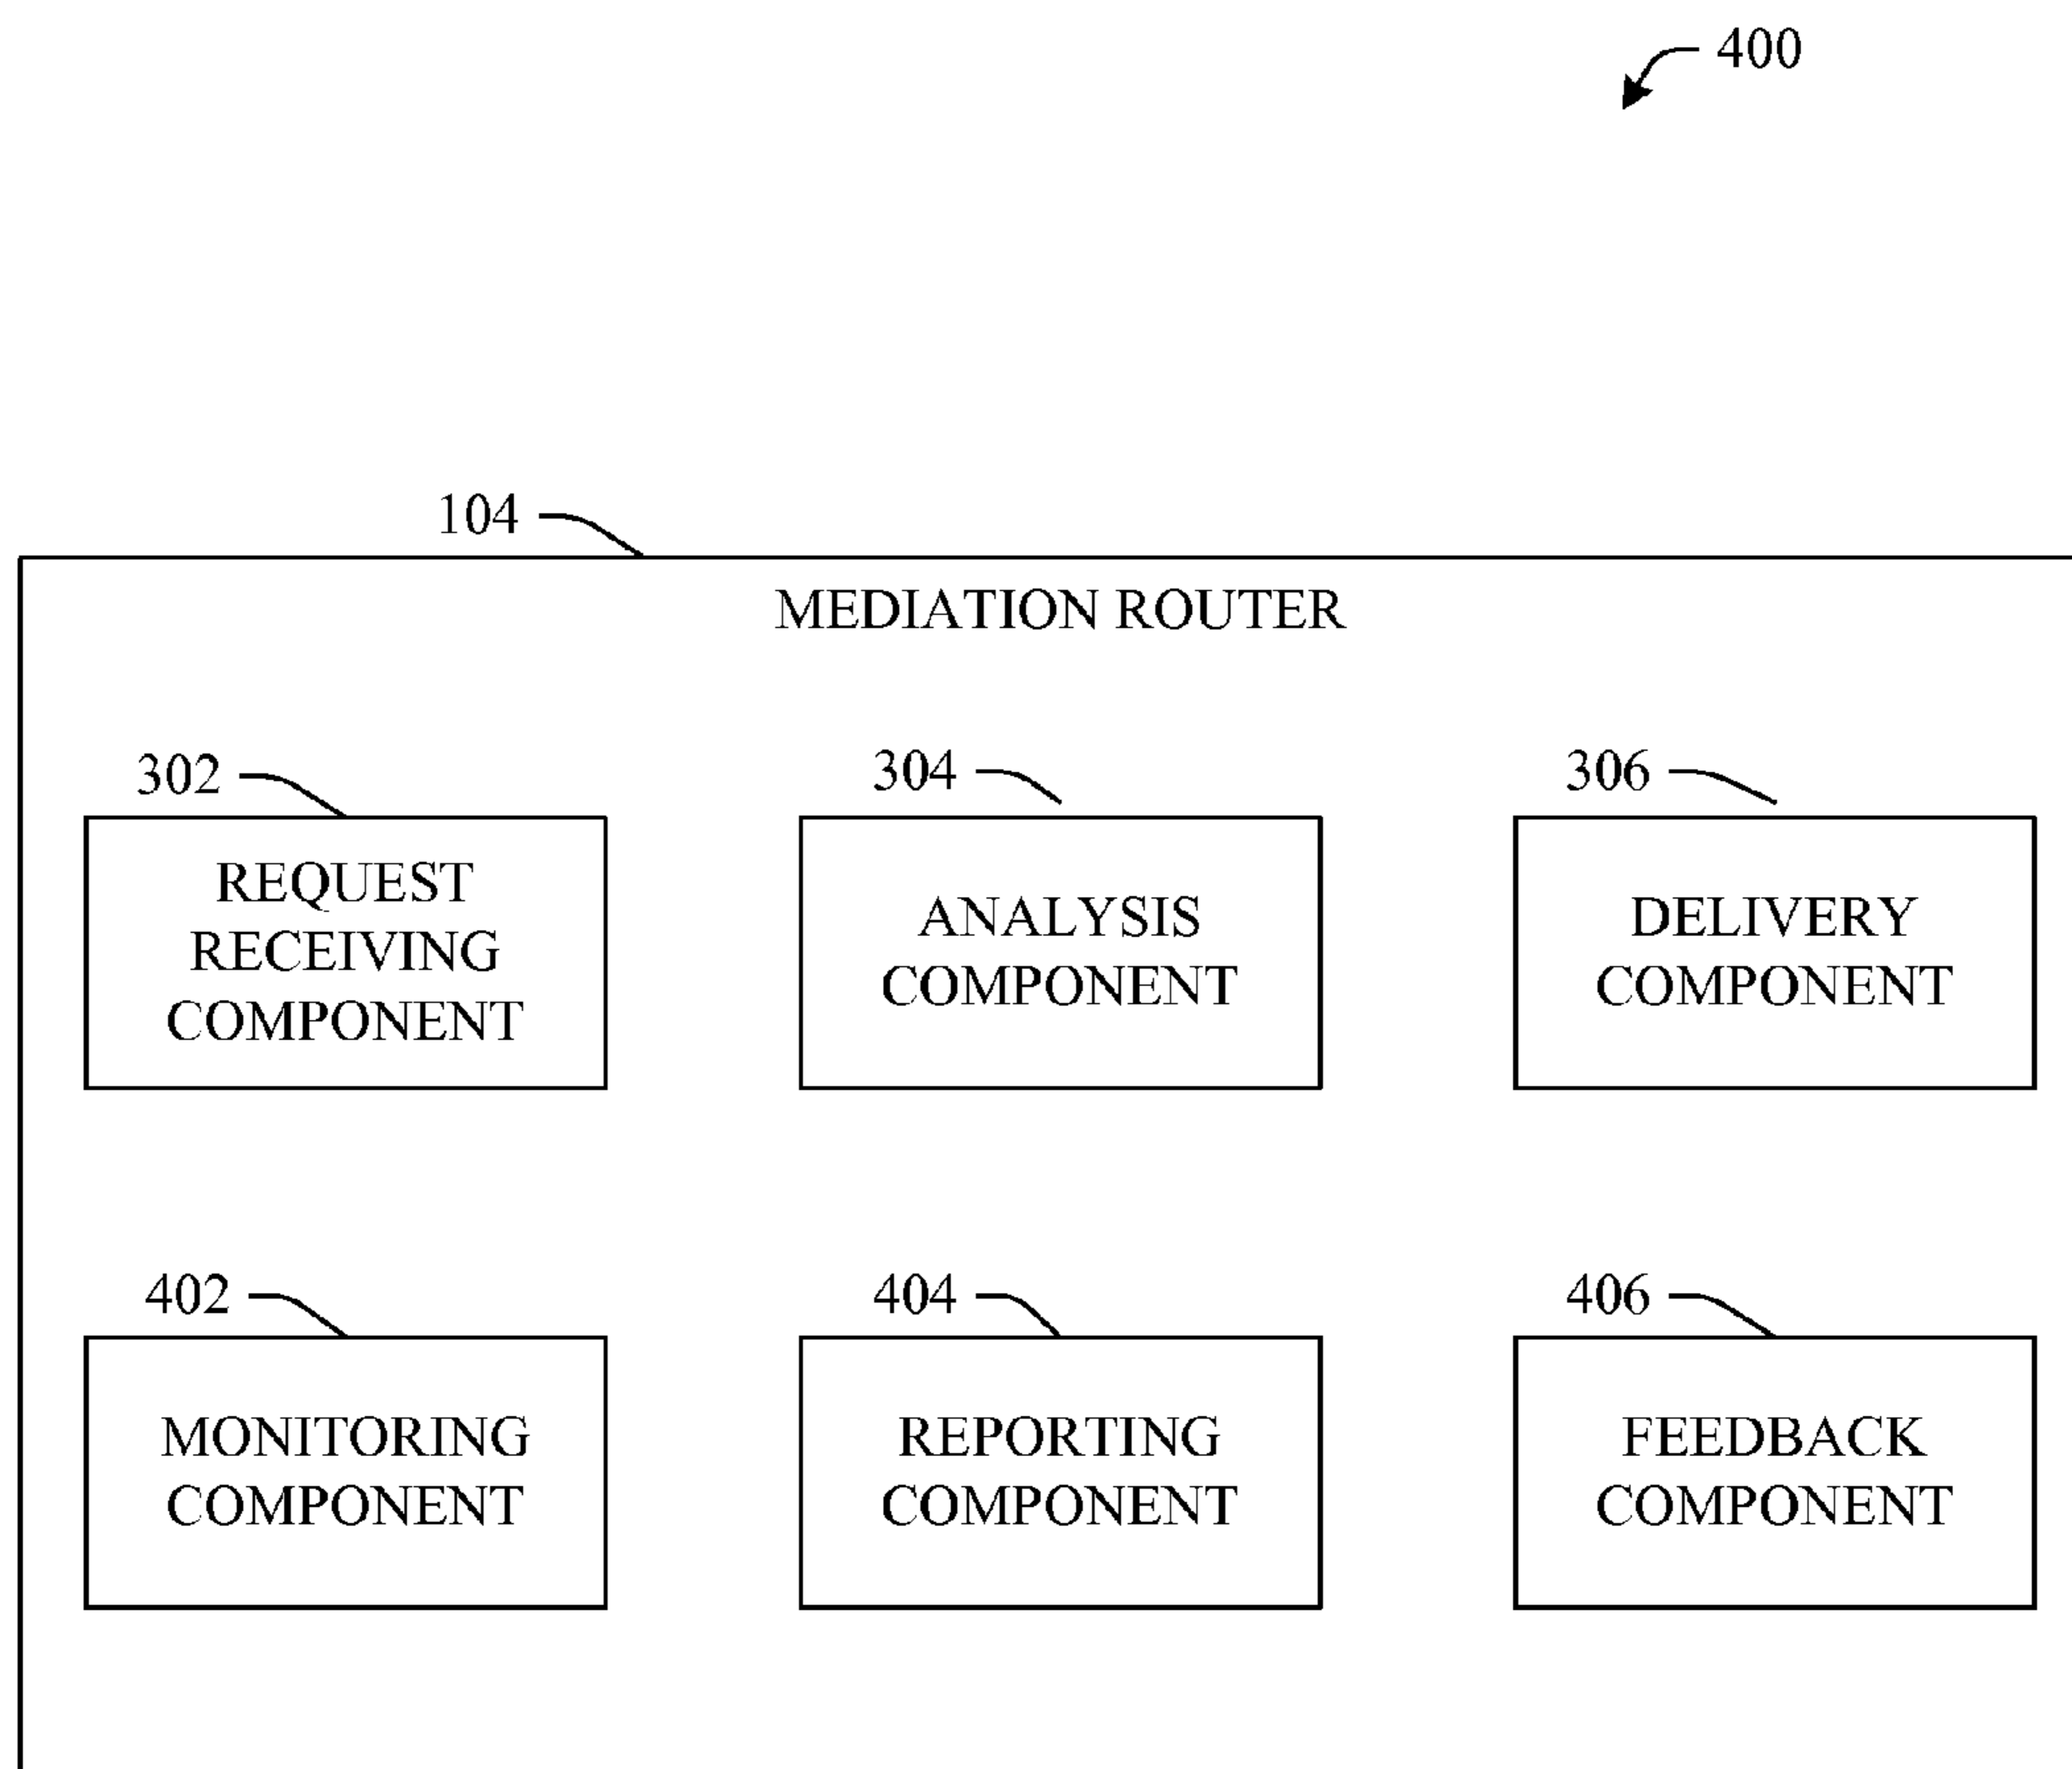 400
104
MEDIATION ROUTER
302
304
306
REQUEST
RECEIVING
COMPONENT
ANALYSIS
COMPONENT
DELIVERY
COMPONENT
402
404
406
MONITORING
COMPONENT
REPORTING
COMPONENT
FEEDBACK
COMPONENT